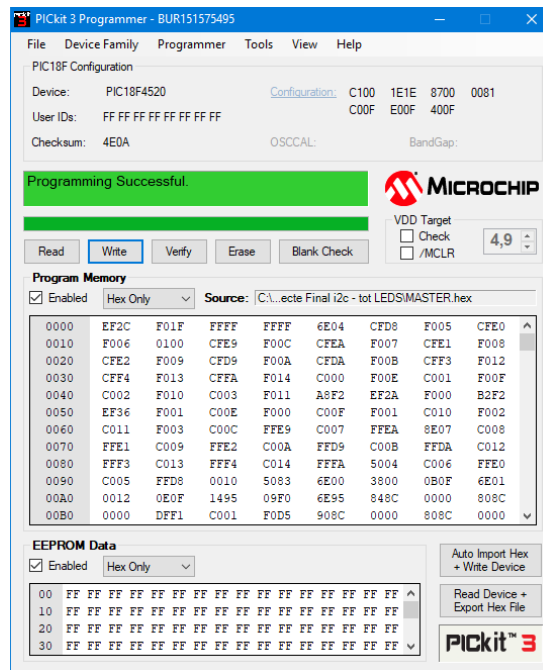 PICkit 3 Programmer - BUR151575495
File Device Family Programmer Tools View Help
PIC18F Configuration
Device: PIC18F4520 Configuration: C100 1E1E 8700 0081
C00F E00F 400F
User IDs: FF FF FF FF FF FF FF FF
Checksum: 4E0A OSCCAL: BandGap:
Programming Successful.
MICROCHIP
VDD Target
Check
/MCLR
4,9
Read Write Verify Erase Blank Check
Program Memory
Enabled Hex Only Source: C:\...ecte Final i2c - tot LEDS\MASTER.hex
0000 EF2C F01F FFFF FFFF 6E04 CFD8 F005 CFE0
0010 F006 0100 CFE9 F00C CFEA F007 CFE1 F008
0020 CFE2 F009 CFD9 F00A CFDA F00B CFF3 F012
0030 CFF4 F013 CFFA F014 C000 F00E C001 F00F
0040 C002 F010 C003 F011 A8F2 EF2A F000 B2F2
0050 EF36 F001 C00E F000 C00F F001 C010 F002
0060 C011 F003 C00C FFE9 C007 FFEA 8E07 C008
0070 FFE1 C009 FFE2 C00A FFD9 C00B FFDA C012
0080 FFF3 C013 FFF4 C014 FFFA 5004 C006 FFE0
0090 C005 FFD8 0010 5083 6E00 3800 0B0F 6E01
00A0 0012 0E0F 1495 09F0 6E95 848C 0000 808C
00B0 0000 DFF1 C001 F0D5 908C 0000 808C 0000
EEPROM Data
Enabled Hex Only
00 FF FF FF FF FF FF FF FF FF FF FF FF FF FF FF FF
10 FF FF FF FF FF FF FF FF FF FF FF FF FF FF FF FF
20 FF FF FF FF FF FF FF FF FF FF FF FF FF FF FF FF
30 FF FF FF FF FF FF FF FF FF FF FF FF FF FF FF FF
Auto Import Hex
+ Write Device
Read Device +
Export Hex File
PICkit™ 3